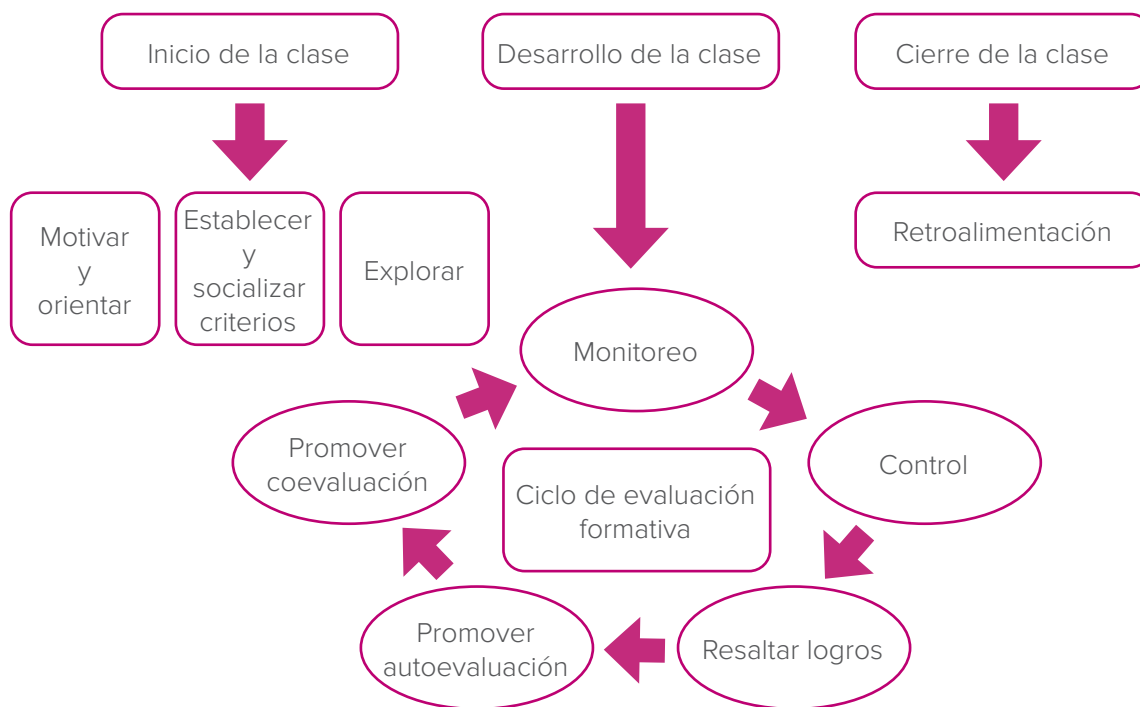 Inicio de la clase
Desarrollo de la clase
Cierre de la clase
Motivar
y
orientar
Establecer
y
socializar
criterios
Explorar
Retroalimentación
Monitoreo
Control
Resaltar logros
Promover
autoevaluación
Promover
coevaluación
Ciclo de evaluación
formativa